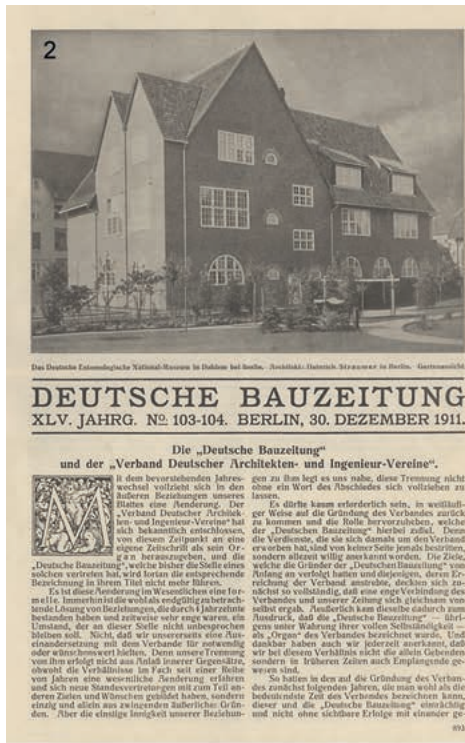 2
Das Deutsche Entomologische National-Museum in Dahlem bei Berlin. Architekt: Heinrich Straumer in Berlin. Gartenansicht.
DEUTSCHE BAUZEITUNG
XLV. JAHRG. No. 103-104. BERLIN, 30. DEZEMBER 1911.
Die „Deutsche Bauzeitung“
und der „Verband Deutscher Architekten- und Ingenieur-Vereine“.
Mit dem bevorstehenden Jahres-
wechsel vollzieht sich in den
äußeren Beziehungen unseres
Blattes eine Aenderung. Der
„Verband Deutscher Architek-
ten- und Ingenieur-Vereine“ hat
sich bekanntlich entschlossen,
von diesem Zeitpunkt an eine
eigene Zeitschrift als sein Or-
gan herauszugeben, und die
„Deutsche Bauzeitung“, welche bisher die Stelle eines
solchen vertreten hat, wird fortan die entsprechende
Bezeichnung in ihrem Titel nicht mehr führen.
Es ist diese Aenderung im Wesentlichen eine for-
melle. Immerhin ist die wohl als endgültig zu betrach-
tende Lösung von Beziehungen, die durch 4 Jahrzehnte
bestanden haben und zeitweise sehr enge waren, ein
Umstand, der an dieser Stelle nicht unbesprochen
bleiben soll. Nicht, daß wir unsererseits eine Aus-
einandersetzung mit dem Verbande für notwendig
oder wünschenswert hielten. Denn unsere Trennung
von ihm erfolgt nicht aus Anlaß innerer Gegensätze,
obwohl die Verhältnisse im Fach seit einer Reihe
von Jahren eine wesentliche Aenderung erfahren
und sich neue Standesvertretungen mit zum Teil an-
deren Zielen und Wünschen gebildet haben, sondern
einzig und allein aus zwingenden äußerlichen Grün-
den. Aber die einstige Innigkeit unserer Beziehun-
gen zu ihm legt es uns nahe, diese Trennung nicht
ohne ein Wort des Abschiedes sich vollziehen zu
lassen.
Es dürfte kaum erforderlich sein, in weitläufi-
ger Weise auf die Gründung des Verbandes zurück
zu kommen und die Rolle hervorzuheben, welche
der „Deutschen Bauzeitung“ hierbei zufiel. Denn
die Verdienste, die sie sich damals um den Verband
erworben hat, sind von keiner Seite jemals bestritten,
sondern allezeit willig anerkannt worden. Die Ziele,
welche die Gründer der „Deutschen Bauzeitung“ von
Anfang an verfolgt hatten und diejenigen, deren Er-
reichung der Verband anstrebte, deckten sich zu-
nächst so vollständig, daß eine enge Verbindung des
Verbandes und unserer Zeitung sich gleichsam von
selbst ergab. Aeußerlich kam dieselbe dadurch zum
Ausdruck, daß die „Deutsche Bauzeitung“ — übri-
gens unter Wahrung ihrer vollen Selbständigkeit —
als „Organ“ des Verbandes bezeichnet wurde. Und
dankbar haben auch wir jederzeit anerkannt, daß
wir bei diesem Verhältnis nicht die allein Gebenden
sondern in früheren Zeiten auch Empfangende ge-
wesen sind.
So hatten in den auf die Gründung des Verban-
des zunächst folgenden Jahren, die man wohl als die
bedeutendste Zeit des Verbandes bezeichnen kann,
dieser und die „Deutsche Bauzeitung“ einträchtig
und nicht ohne sichtbare Erfolge mit einander ge-